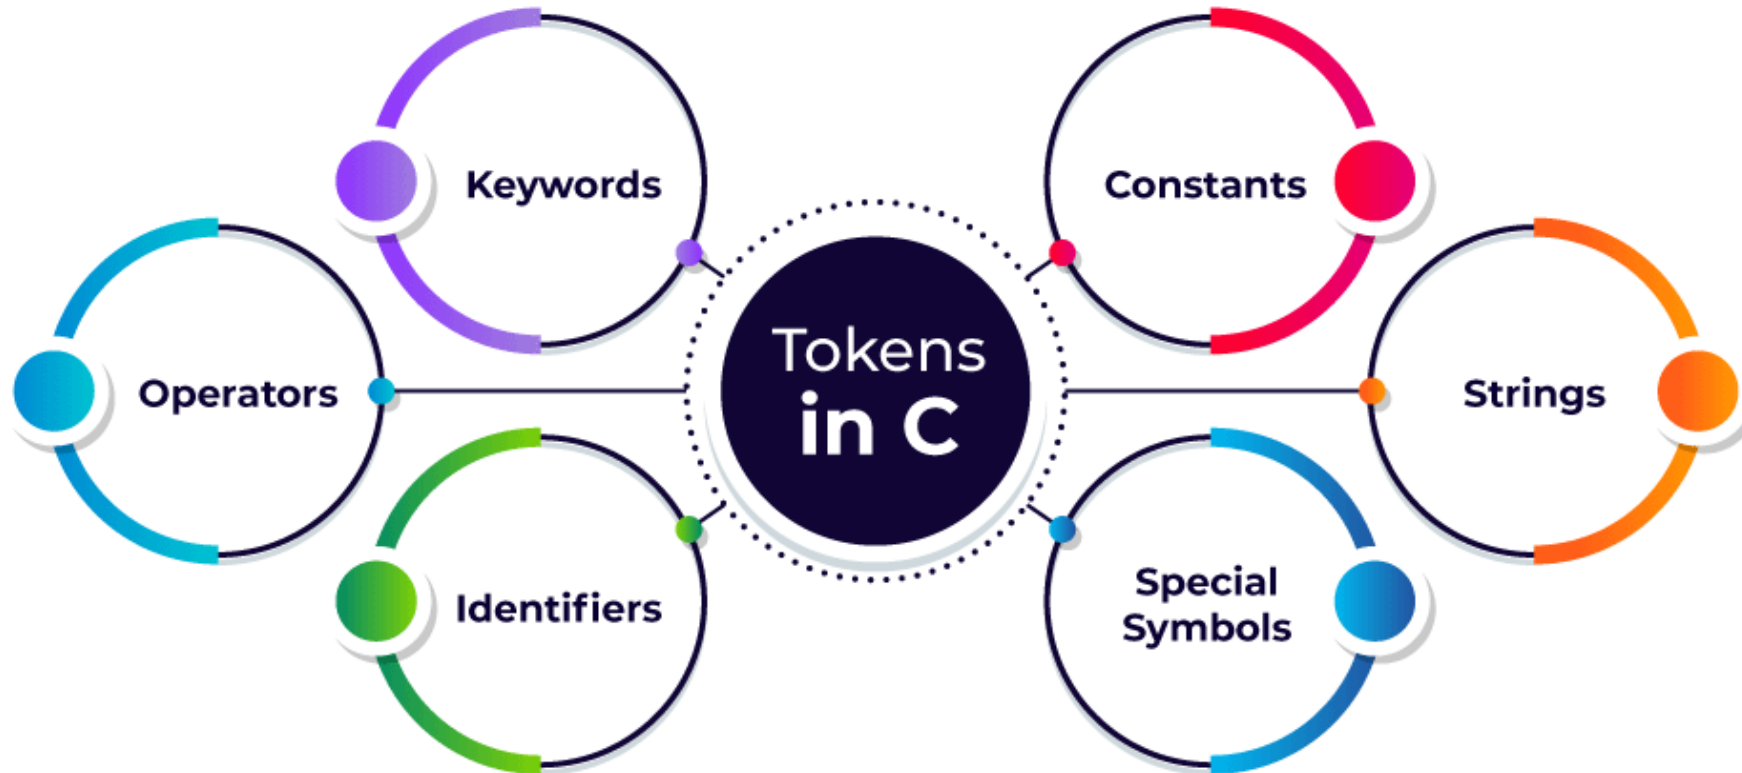 Keywords
Constants
Tokens
in C
Operators
Strings
Identifiers
Special
Symbols